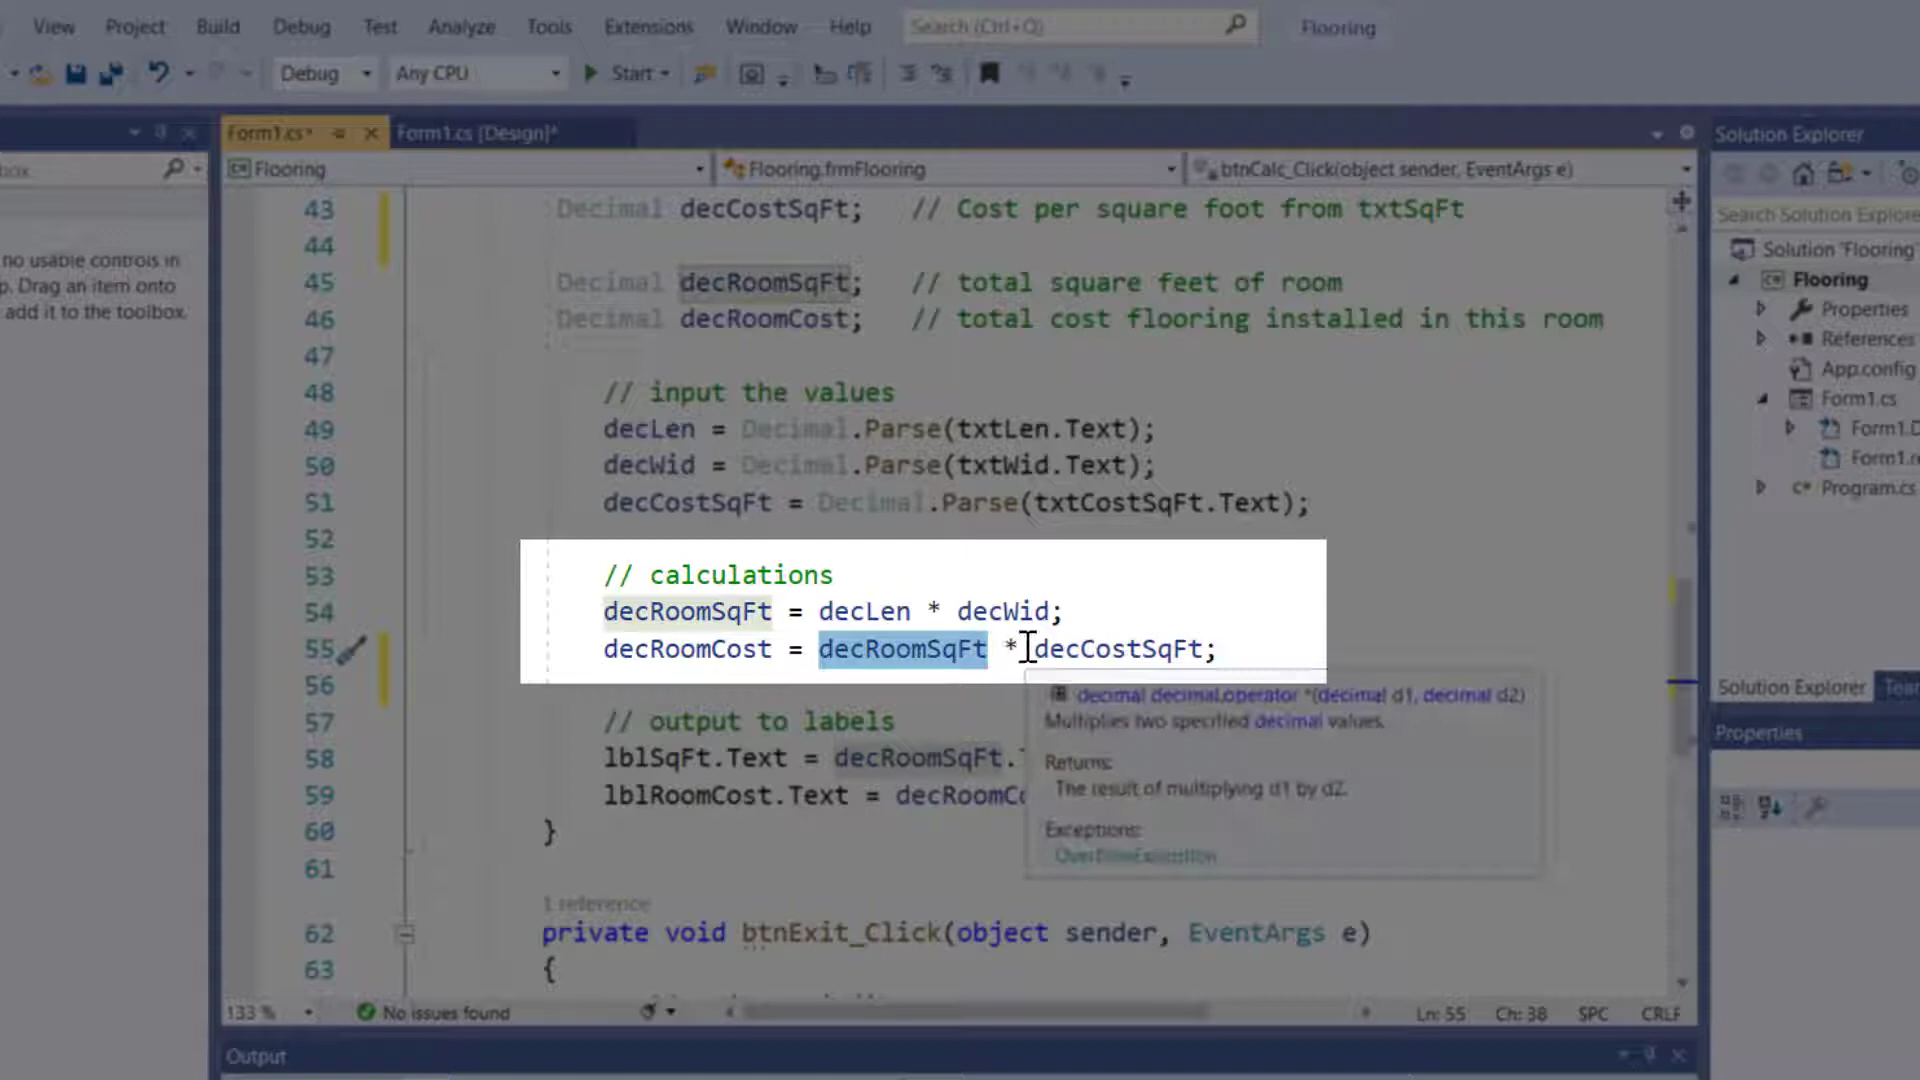 View Project Build Debug Test Analyze Tools Extensions Window Help Search (Ctrl+Q) Flooring
Debug Any CPU Start
Form1.cs* Form1.cs [Design]* Solution Explorer
Flooring Flooring.frmFlooring btnCalc_Click(object sender, EventArgs e)
43 Decimal decCostSqFt; // Cost per square foot from txtSqFt
Search Solution Explore
44
no usable controls in
p. Drag an item onto
add it to the toolbox.
45 Decimal decRoomSqFt; // total square feet of room
46 Decimal decRoomCost; // total cost flooring installed in this room
47
48 // input the values
49 decLen = Decimal.Parse(txtLen.Text);
50 decWid = Decimal.Parse(txtWid.Text);
51 decCostSqFt = Decimal.Parse(txtCostSqFt.Text);
52
53 // calculations
54 decRoomSqFt = decLen * decWid;
55 decRoomCost = decRoomSqFt * decCostSqFt;
56
57 // output to labels
58 lblSqFt.Text = decRoomSqFt.
59 lblRoomCost.Text = decRoomCo
60 }
61
1 reference
62 private void btnExit_Click(object sender, EventArgs e)
63 {
decimal decimal.operator *(decimal d1, decimal d2)
Multiplies two specified decimal values.
Returns:
The result of multiplying d1 by d2.
Exceptions:
OverflowException
133 % No issues found Ln: 55 Ch: 38 SPC CRLF
Output
Solution 'Flooring'
C# Flooring
Properties
References
App.config
Form1.cs
Form1.D
Form1.re
C# Program.cs
Solution Explorer Tear
Properties